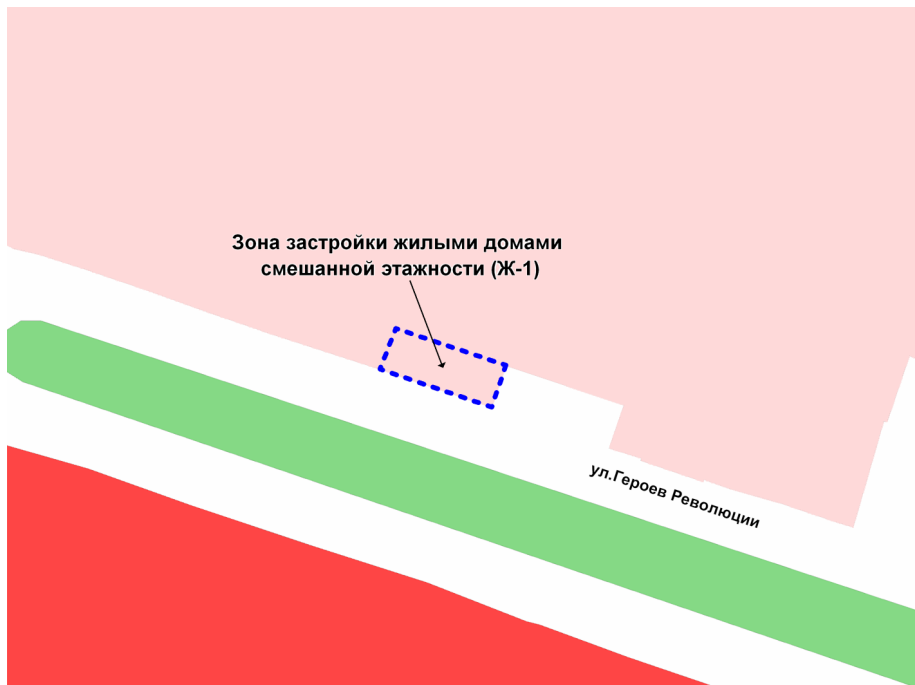 Зона застройки жилыми домами
смешанной этажности (Ж-1)
ул.Героев Революции